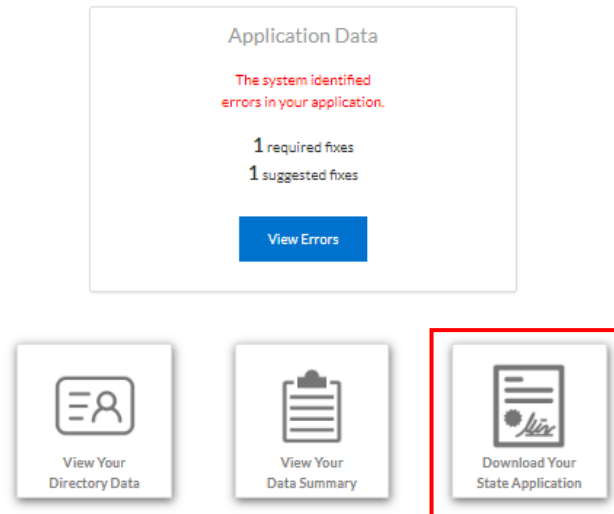 Application Data
The system identified
errors in your application.
1 required fixes
1 suggested fixes
View Errors
View Your
Directory Data
View Your
Data Summary
Download Your
State Application